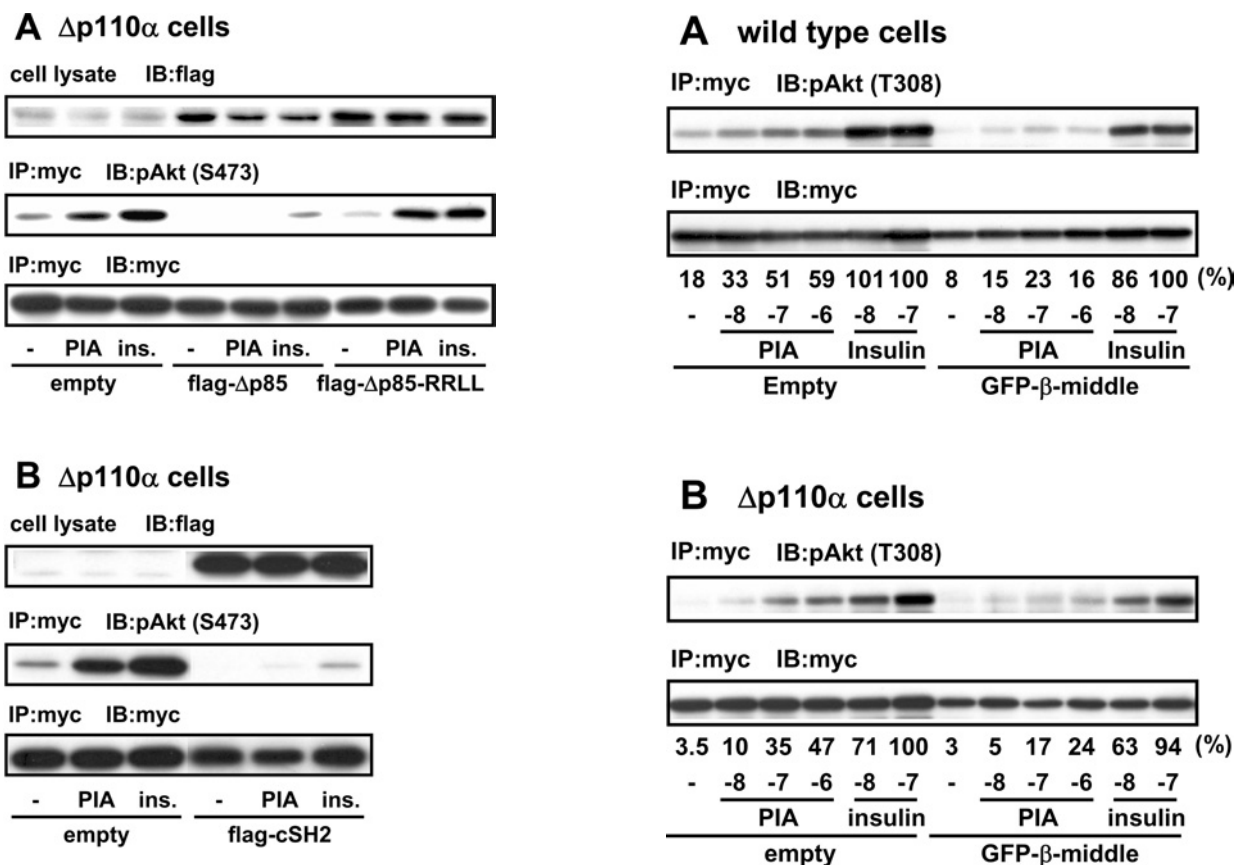 A Δp110α cells
cell lysate IB:flag
IP:myc IB:pAkt (S473)
IP:myc IB:myc
- PIA ins. - PIA ins. - PIA ins.
empty flag-Δp85 flag-Δp85-RRLL
B Δp110α cells
cell lysate IB:flag
IP:myc IB:pAkt (S473)
IP:myc IB:myc
- PIA ins. - PIA ins.
empty flag-cSH2
A wild type cells
IP:myc IB:pAkt (T308)
IP:myc IB:myc
18 33 51 59 101 100 8 15 23 16 86 100 (%)
- -8 -7 -6 -8 -7 - -8 -7 -6 -8 -7
PIA Insulin PIA Insulin
Empty GFP-β-middle
B Δp110α cells
IP:myc IB:pAkt (T308)
IP:myc IB:myc
3.5 10 35 47 71 100 3 5 17 24 63 94 (%)
- -8 -7 -6 -8 -7 - -8 -7 -6 -8 -7
PIA insulin PIA insulin
empty GFP-β-middle